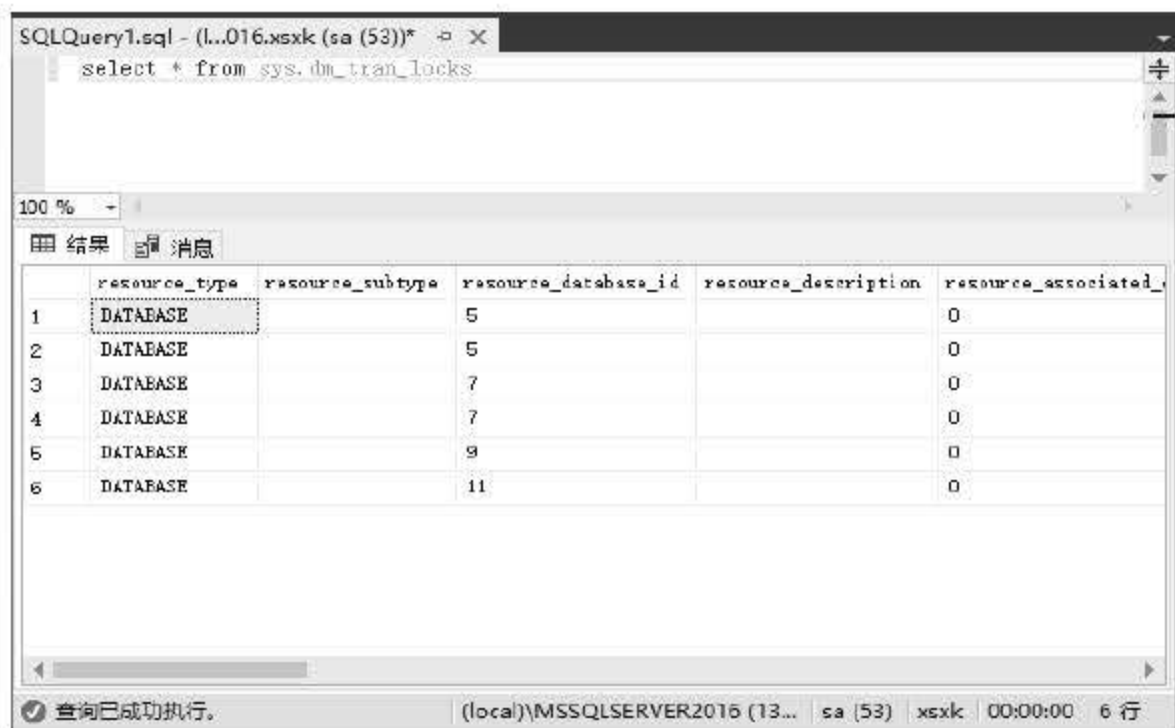 SQLQuery1.sql - (l...016.xsxk (sa (53))*
select * from sys.dm_tran_locks
100 %
结果 消息
resource_type resource_subtype resource_database_id resource_description resource_associated_
1 DATABASE 5 0
2 DATABASE 5 0
3 DATABASE 7 0
4 DATABASE 7 0
5 DATABASE 9 0
6 DATABASE 11 0
查询已成功执行。 (local)\MSSQLSERVER2016 (13... sa (53) xsxk 00:00:00 6 行